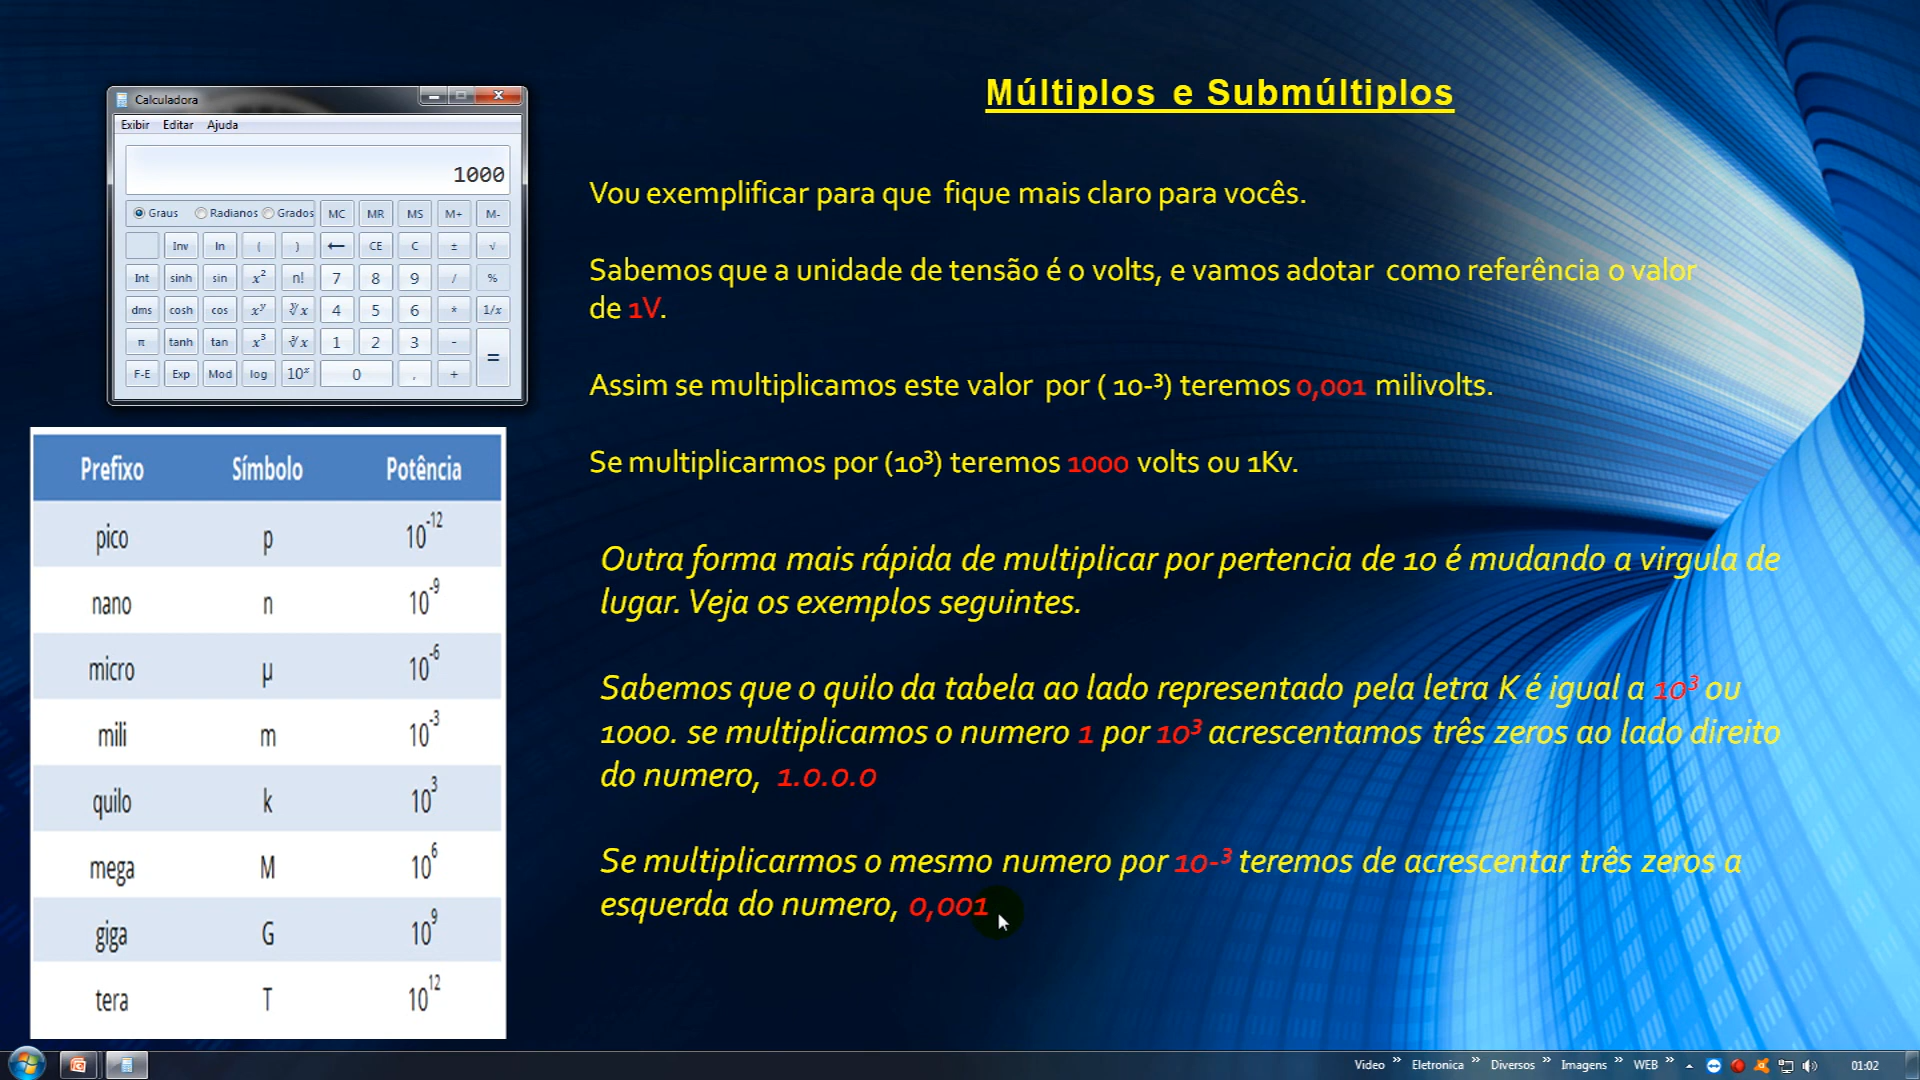 Calculadora
Exibir Editar Ajuda
1000
Graus Radianos Grados MC MR MS M+ M-
Inv ln ( ) ← CE C ± √
Int sinh sin x² n! 7 8 9 / %
dms cosh cos xʸ ʸ√x 4 5 6 * 1/x
π tanh tan x³ ³√x 1 2 3 - =
F-E Exp Mod log 10ˣ 0 , +
Prefixo Símbolo Potência
pico p 10⁻¹²
nano n 10⁻⁹
micro µ 10⁻⁶
mili m 10⁻³
quilo k 10³
mega M 10⁶
giga G 10⁹
tera T 10¹²
Múltiplos e Submúltiplos
Vou exemplificar para que fique mais claro para vocês.
Sabemos que a unidade de tensão é o volts, e vamos adotar como referência o valor
de 1V.
Assim se multiplicamos este valor por ( 10-³) teremos 0,001 milivolts.
Se multiplicarmos por (10³) teremos 1000 volts ou 1Kv.
Outra forma mais rápida de multiplicar por pertencia de 10 é mudando a virgula de
lugar. Veja os exemplos seguintes.
Sabemos que o quilo da tabela ao lado representado pela letra K é igual a 10³ ou
1000. se multiplicamos o numero 1 por 10³ acrescentamos três zeros ao lado direito
do numero, 1.0.0.0
Se multiplicarmos o mesmo numero por 10-³ teremos de acrescentar três zeros a
esquerda do numero, 0,001
Video » Eletronica » Diversos » Imagens » WEB » 01:02